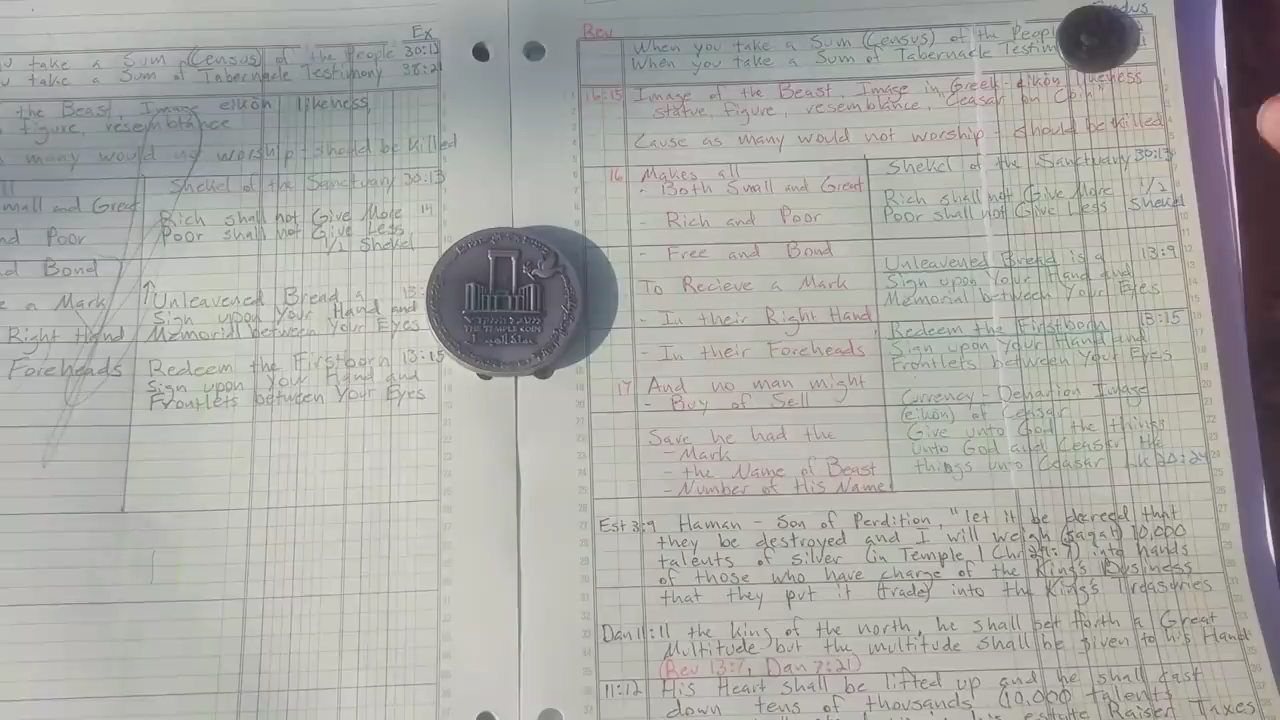 Ex
u take a Sum (Census) of the People 30:12
u take a Sum of Tabernacle Testimony 38:21
the Beast, Image eikon likeness,
figure, resemblance
many would no worship - should be killed
Shekel of the Sanctuary 30:13
Small and Great
Rich shall not Give More 14
nd Poor Poor shall not Give Less
1/2 Shekel
d Bond
e a Mark Unleavened Bread a 13:
Sign upon Your Hand and
Right Hand Memorial between Your Eyes
Foreheads Redeem the Firstborn 13:15
Sign upon Your Hand and
Frontlets between Your Eyes
THE TEMPLE COIN
Rev
When you take a Sum (Census) of the Peopl
When you take a Sum of Tabernacle Testim
16:15 Image of the Beast, Image in Greek - eikon likeness
statue, figure, resemblance, "Ceasar on Coin"
Cause as many would not worship - should be killed
16 Makes all
- Both Small and Great
- Rich and Poor
- Free and Bond
To Recieve a Mark
- In their Right Hand
- In their Foreheads
17 And no man might
- Buy of Sell
Save he had the
- Mark
- the Name of Beast
- Number of His Name
Shekel of the Sanctuary 30:13
Rich shall not Give More 1/2
Poor shall not Give Less Shekel
Unleavened Bread is a 13:9
Sign upon Your Hand and
Memorial between Your Eyes
Redeem the Firstborn 13:15
Sign upon Your Hand and
Frontlets between Your Eyes
Currency - Denarion Image
(eikon) of Ceasar
Give unto God the things
unto God and Ceasar the
things unto Ceasar Lk 20:24
Est 3:9 Haman - Son of Perdition, "let it be decreed that
they be destroyed and I will weigh (saqal) 10,000
talents of silver (in Temple 1 Chr 29:7) into hands
of those who have charge of the King's Business
that they put it (trade) into the King's Treasuries
Dan 11:11 the king of the north, he shall set forth a Great
Multitude but the multitude shall be given to his Hand
(Rev 13:7, Dan 7:21)
11:12 His Heart shall be lifted up and he shall cast
down tens of thousands (10,000 talents
Raiser Taxes